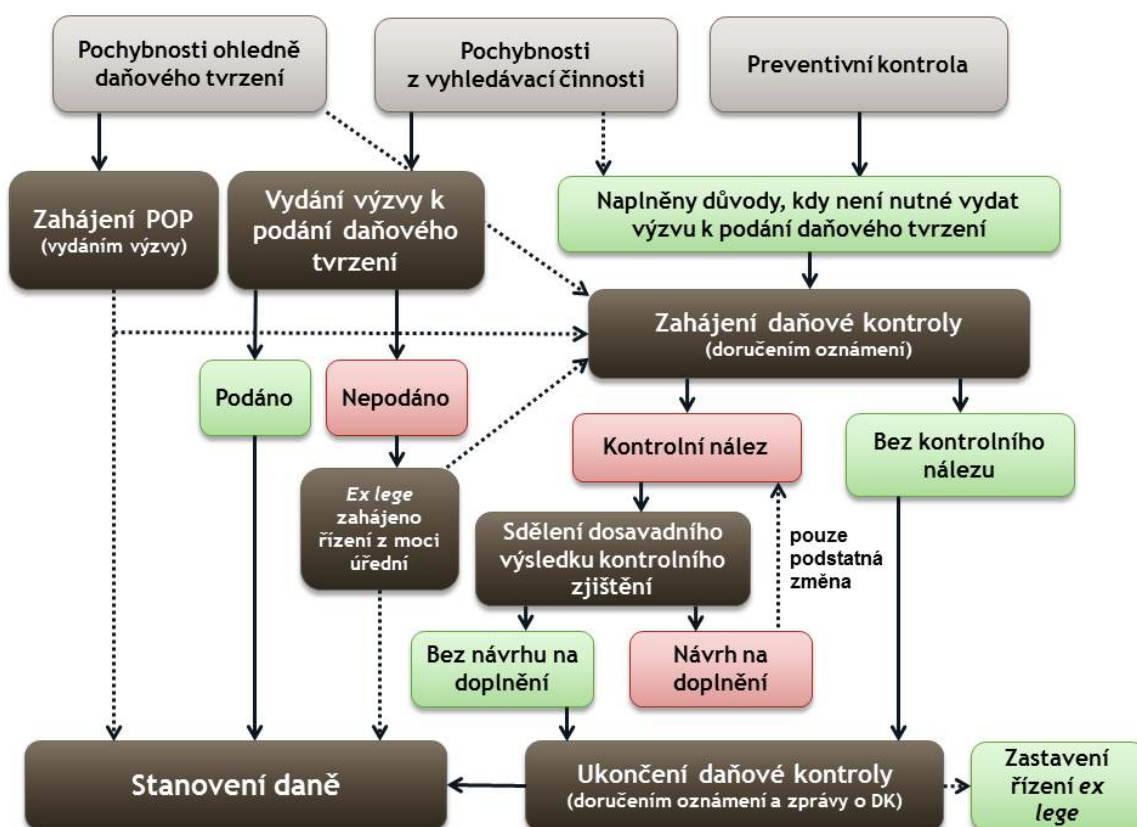 Pochybnosti ohledně
daňového tvrzení
Pochybnosti
z vyhledávací činnosti
Preventivní kontrola
Zahájení POP
(vydáním výzvy)
Vydání výzvy k
podání daňového
tvrzení
Naplněny důvody, kdy není nutné vydat
výzvu k podání daňového tvrzení
Zahájení daňové kontroly
(doručením oznámení)
Podáno
Nepodáno
Kontrolní nález
Bez kontrolního
nálezu
Ex lege
zahájeno
řízení z moci
úřední
Sdělení dosavadního
výsledku kontrolního
zjištění
pouze
podstatná
změna
Bez návrhu na
doplnění
Návrh na
doplnění
Stanovení daně
Ukončení daňové kontroly
(doručením oznámení a zprávy o DK)
Zastavení
řízení ex
lege